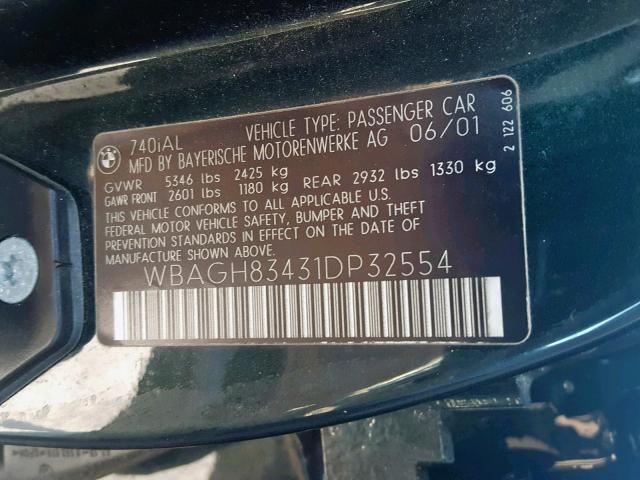 740iAL VEHICLE TYPE: PASSENGER CAR
MFD BY BAYERISCHE MOTORENWERKE AG 06/01
GVWR 5346 lbs 2425 kg
GAWR FRONT 2601 lbs 1180 kg REAR 2932 lbs 1330 kg
THIS VEHICLE CONFORMS TO ALL APPLICABLE U.S.
FEDERAL MOTOR VEHICLE SAFETY, BUMPER AND THEFT
PREVENTION STANDARDS IN EFFECT ON THE DATE OF
MANUFACTURE SHOWN ABOVE.
WBAGH83431DP32554
2 122 606